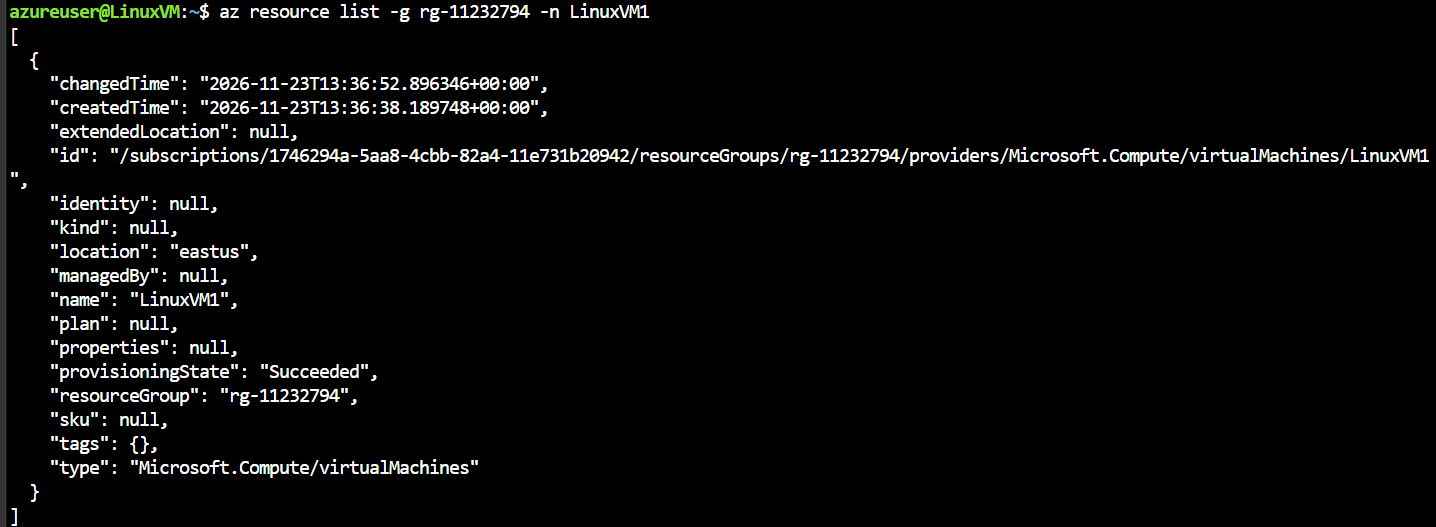 azureuser@LinuxVM:~$ az resource list -g rg-11232794 -n LinuxVM1
[
  {
    "changedTime": "2026-11-23T13:36:52.896346+00:00",
    "createdTime": "2026-11-23T13:36:38.189748+00:00",
    "extendedLocation": null,
    "id": "/subscriptions/1746294a-5aa8-4cbb-82a4-11e731b20942/resourceGroups/rg-11232794/providers/Microsoft.Compute/virtualMachines/LinuxVM1
",
    "identity": null,
    "kind": null,
    "location": "eastus",
    "managedBy": null,
    "name": "LinuxVM1",
    "plan": null,
    "properties": null,
    "provisioningState": "Succeeded",
    "resourceGroup": "rg-11232794",
    "sku": null,
    "tags": {},
    "type": "Microsoft.Compute/virtualMachines"
  }
]